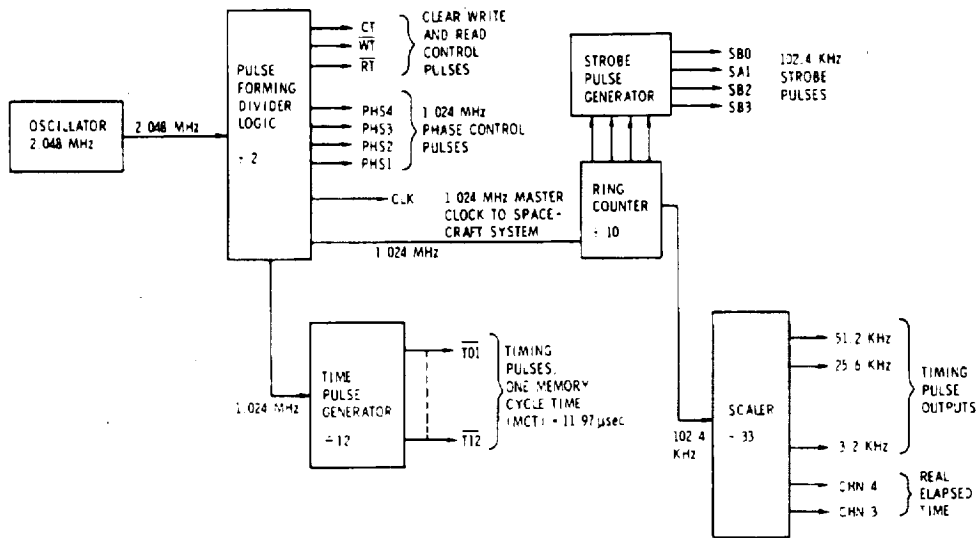 OSCILLATOR
2.048 MHz
2.048 MHz
PULSE
FORMING
DIVIDER
LOGIC
÷ 2
CT
WT
RT
CLEAR WRITE
AND READ
CONTROL
PULSES
PHS4
PHS3
PHS2
PHS1
1 024 MHz
PHASE CONTROL
PULSES
CLK
1 024 MHz MASTER
CLOCK TO SPACE-
CRAFT SYSTEM
1 024 MHz
STROBE
PULSE
GENERATOR
SB0
SA1
SB2
SB3
102.4 KHz
STROBE
PULSES
RING
COUNTER
÷ 10
1.024 MHz
TIME
PULSE
GENERATOR
÷12
T01
T12
TIMING
PULSES,
ONE MEMORY
CYCLE TIME
(MCT) = 11 97μsec
102.4
KHz
SCALER
÷ 33
51.2 KHz
25.6 KHz
3.2 KHz
TIMING
PULSE
OUTPUTS
CHN 4
CHN 3
REAL
ELAPSED
TIME